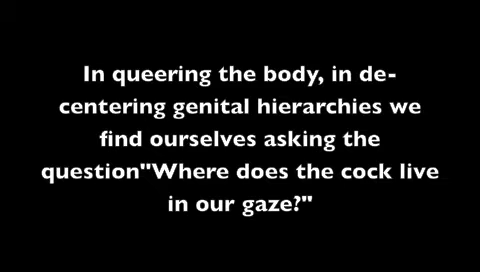 In queering the body, in de-
centering genital hierarchies we
find ourselves asking the
question"Where does the cock live
in our gaze?"